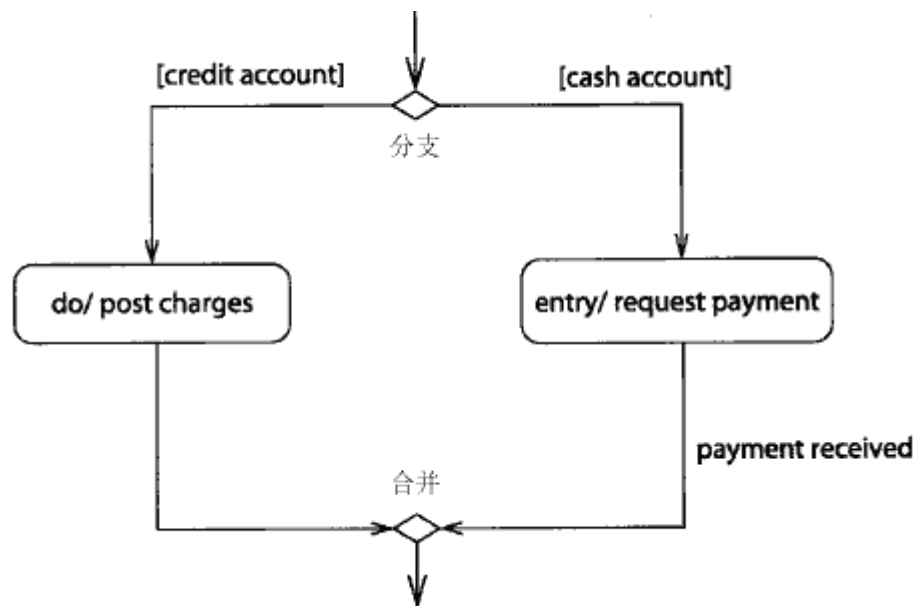 [credit account]
[cash account]
分支
do/ post charges
entry/ request payment
payment received
合并